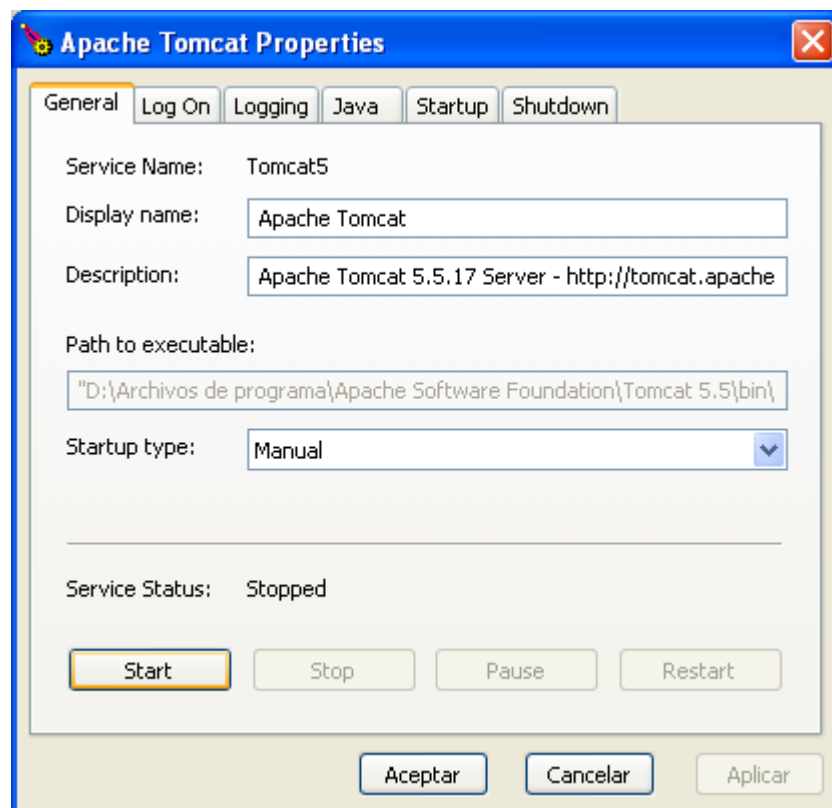 Apache Tomcat Properties
General Log On Logging Java Startup Shutdown
Service Name: Tomcat5
Display name: Apache Tomcat
Description: Apache Tomcat 5.5.17 Server - http://tomcat.apache
Path to executable:
"D:\Archivos de programa\Apache Software Foundation\Tomcat 5.5\bin\
Startup type: Manual
Service Status: Stopped
Start Stop Pause Restart
Aceptar Cancelar Aplicar